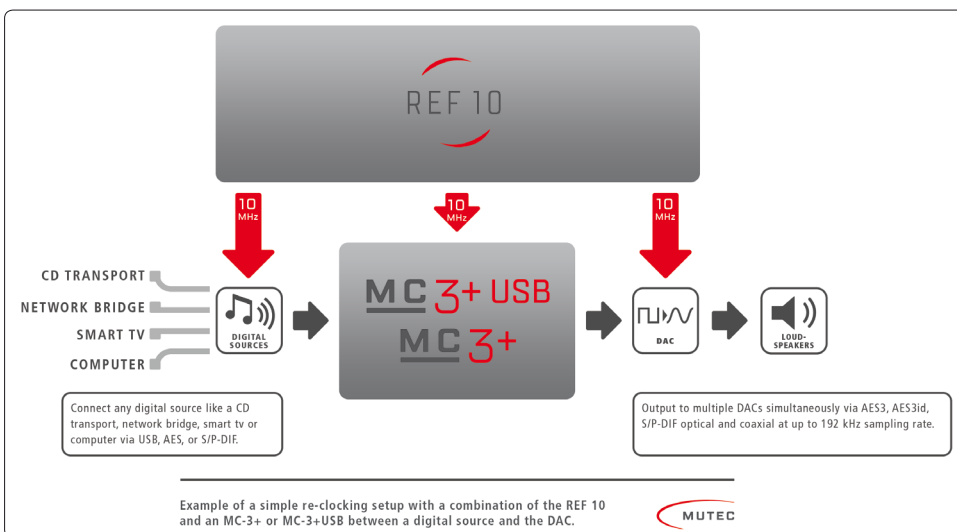 REF 10
10
MHz
10
MHz
10
MHz
CD TRANSPORT
NETWORK BRIDGE
SMART TV
COMPUTER
DIGITAL
SOURCES
MC 3+ USB
MC 3+
DAC
LOUD-
SPEAKERS
Connect any digital source like a CD
transport, network bridge, smart tv or
computer via USB, AES, or S/P-DIF.
Output to multiple DACs simultaneously via AES3, AES3id,
S/P-DIF optical and coaxial at up to 192 kHz sampling rate.
Example of a simple re-clocking setup with a combination of the REF 10
and an MC-3+ or MC-3+USB between a digital source and the DAC.
MUTEC